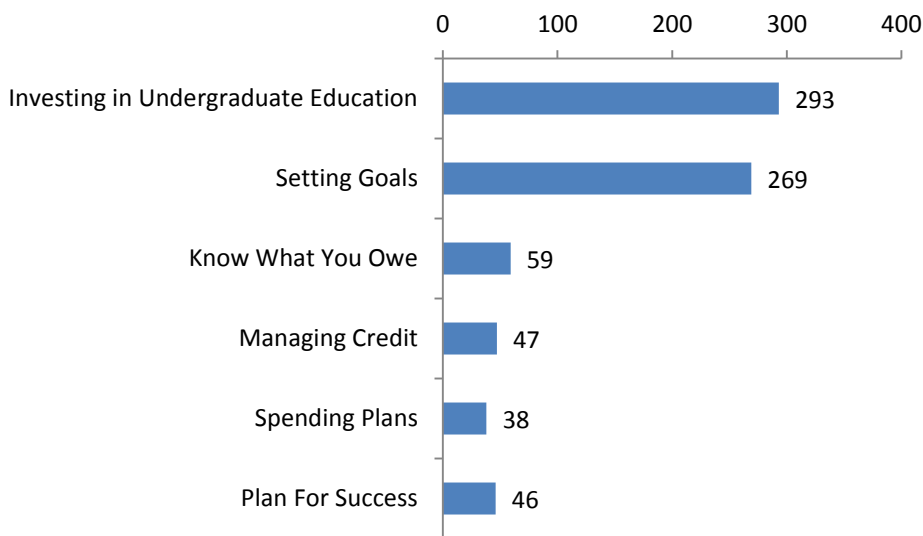 0 100 200 300 400
Investing in Undergraduate Education 293
Setting Goals 269
Know What You Owe 59
Managing Credit 47
Spending Plans 38
Plan For Success 46